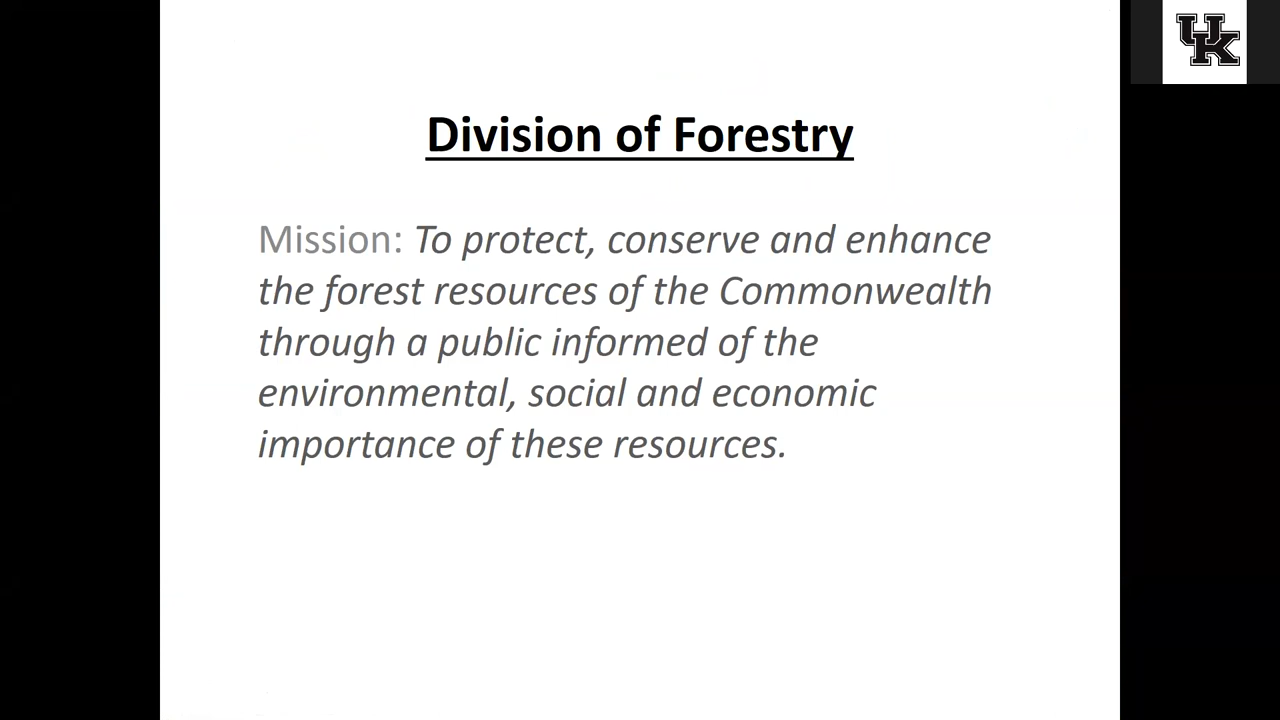 UK
Division of Forestry
Mission: To protect, conserve and enhance
the forest resources of the Commonwealth
through a public informed of the
environmental, social and economic
importance of these resources.